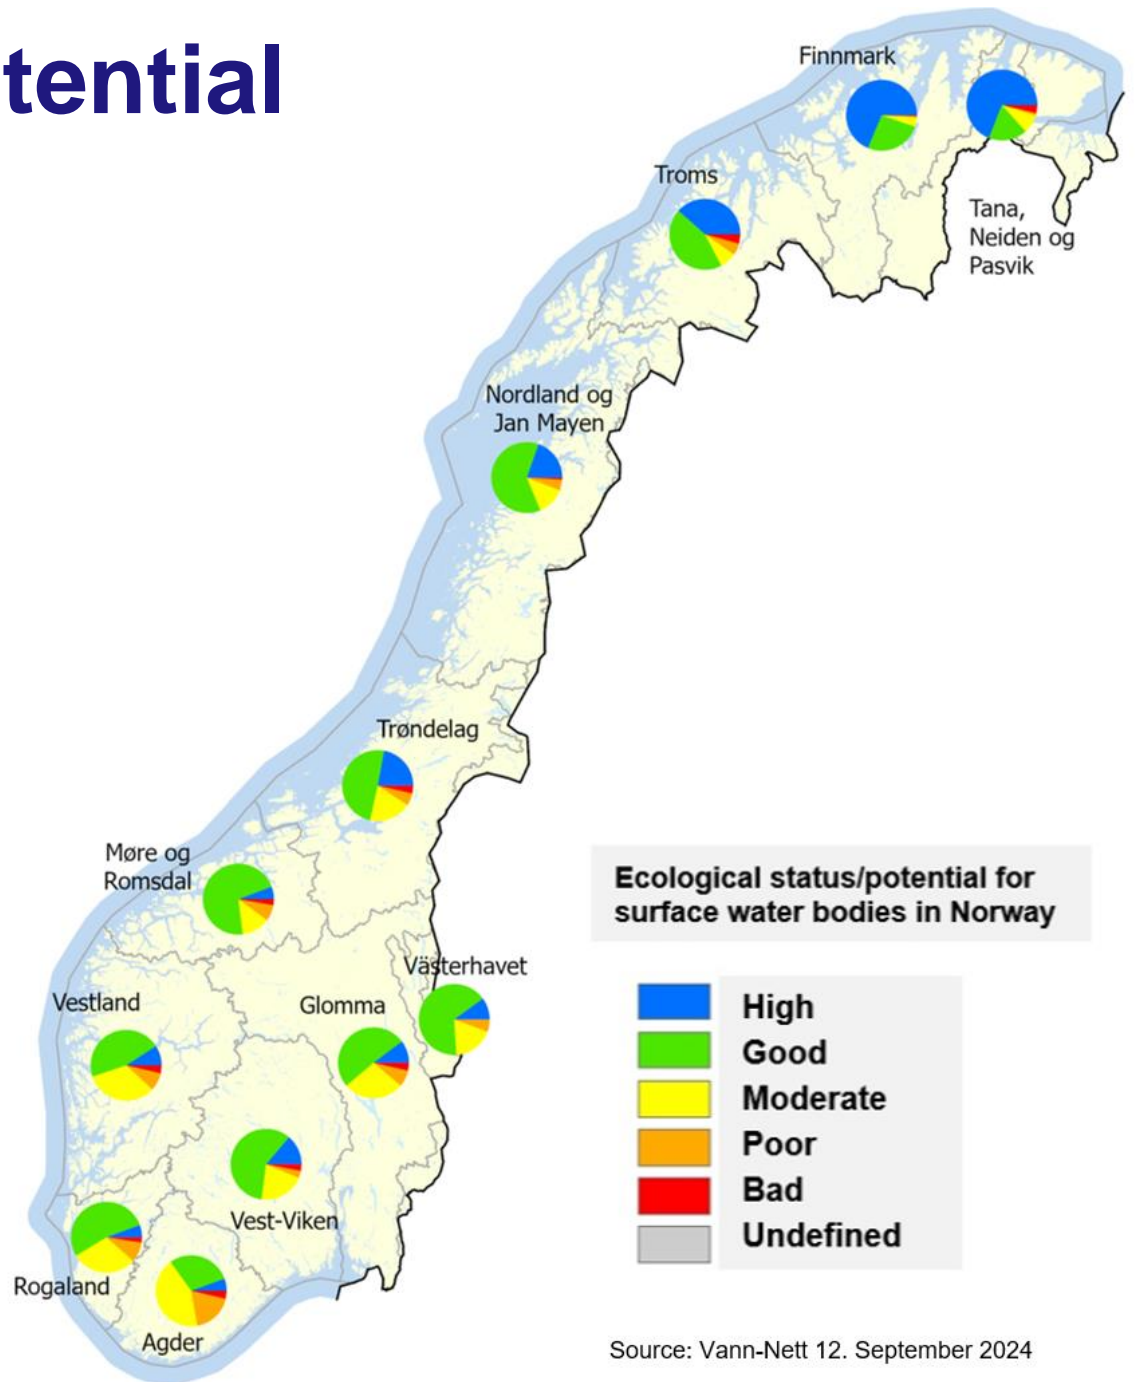 tential
Finnmark
Troms
Tana,
Neiden og
Pasvik
Nordland og
Jan Mayen
Trøndelag
Møre og
Romsdal
Västerhavet
Vestland
Glomma
Vest-Viken
Rogaland
Agder
Ecological status/potential for
surface water bodies in Norway
High
Good
Moderate
Poor
Bad
Undefined
Source: Vann-Nett 12. September 2024